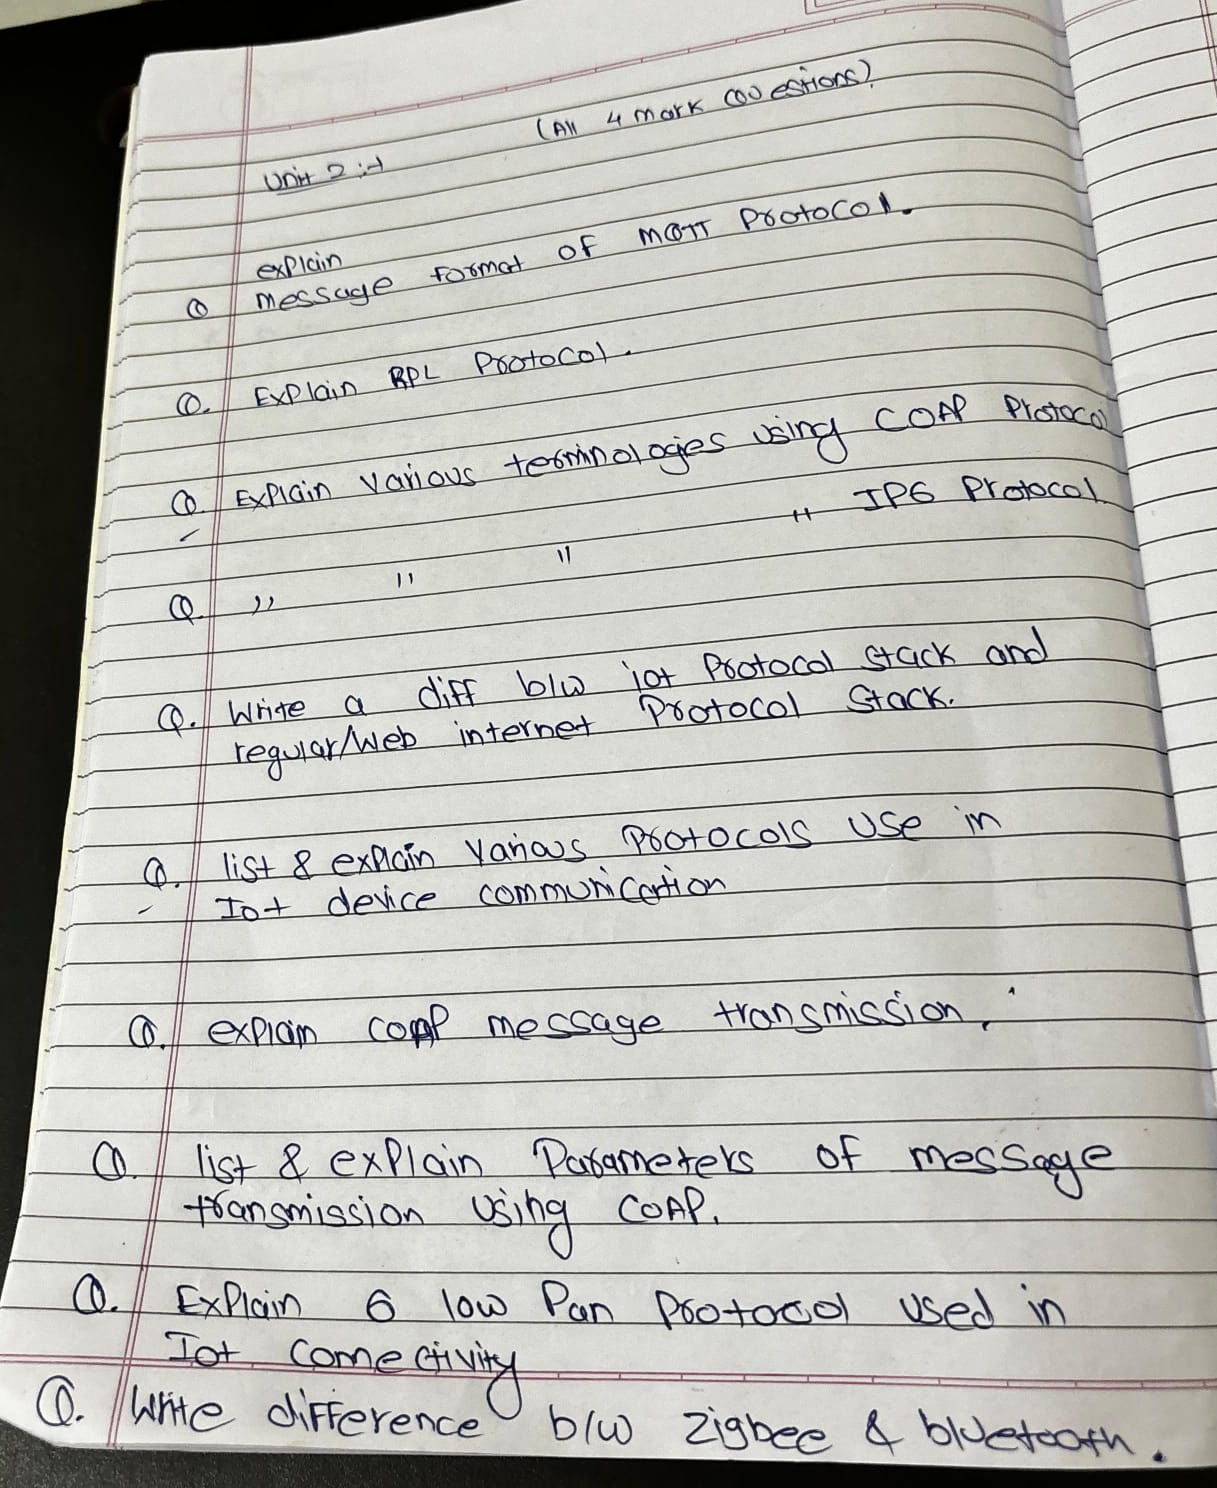 (All 4 mark Questions)
Unit 2 :-
explain
Q message format of MQTT Protocol.
Q. Explain RPL Protocol.
Q. Explain various terminologies using COAP Protocol
Q. " " " " IP6 Protocol
Q. Write a diff b/w iot Protocol stack and
regular/web internet Protocol stack.
Q. list & explain various Protocols use in
Iot device communication
Q. explain coAP message transmission.
Q. list & explain Parameters of message
transmission using COAP.
Q. Explain 6 low Pan Protocol used in
Iot connectivity
Q. Write difference b/w zigbee & bluetooth.